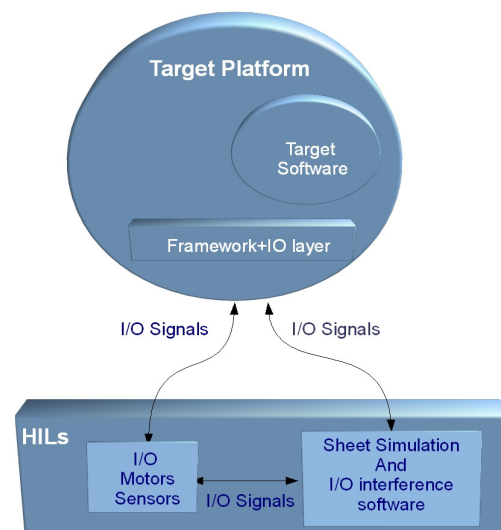 Target Platform
Target
Software
Framework+IO layer
I/O Signals
I/O Signals
HILs
I/O
Motors
Sensors
I/O Signals
Sheet Simulation
And
I/O interference
software